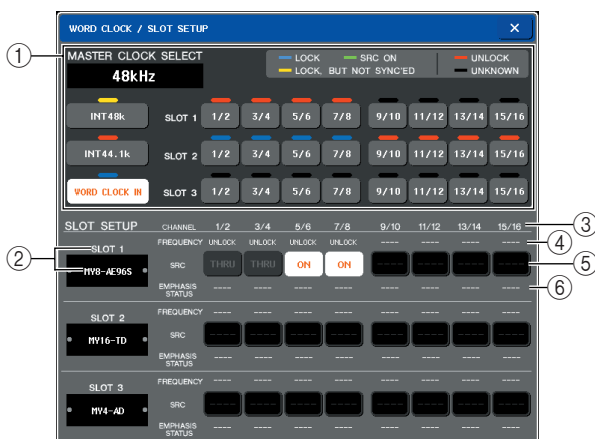 WORD CLOCK / SLOT SETUP ×
① MASTER CLOCK SELECT
48kHz
LOCK SRC ON UNLOCK
LOCK, BUT NOT SYNC'ED UNKNOWN
INT48k SLOT 1 1/2 3/4 5/6 7/8 9/10 11/12 13/14 15/16
INT44.1k SLOT 2 1/2 3/4 5/6 7/8 9/10 11/12 13/14 15/16
WORD CLOCK IN SLOT 3 1/2 3/4 5/6 7/8 9/10 11/12 13/14 15/16
SLOT SETUP CHANNEL 1/2 3/4 5/6 7/8 9/10 11/12 13/14 15/16 ③
FREQUENCY UNLOCK UNLOCK UNLOCK UNLOCK ---- ---- ---- ---- ④
② SLOT 1
MY8-AE96S SRC THRU THRU ON ON ---- ---- ---- ---- ⑤
EMPHASIS STATUS ---- ---- ---- ---- ---- ---- ---- ---- ⑥
SLOT 2 FREQUENCY ---- ---- ---- ---- ---- ---- ---- ----
MY16-TD SRC ---- ---- ---- ---- ---- ---- ---- ----
EMPHASIS STATUS ---- ---- ---- ---- ---- ---- ---- ----
SLOT 3 FREQUENCY ---- ---- ---- ---- ---- ---- ---- ----
MY4-AD SRC ---- ---- ---- ---- ---- ---- ---- ----
EMPHASIS STATUS ---- ---- ---- ---- ---- ---- ---- ----